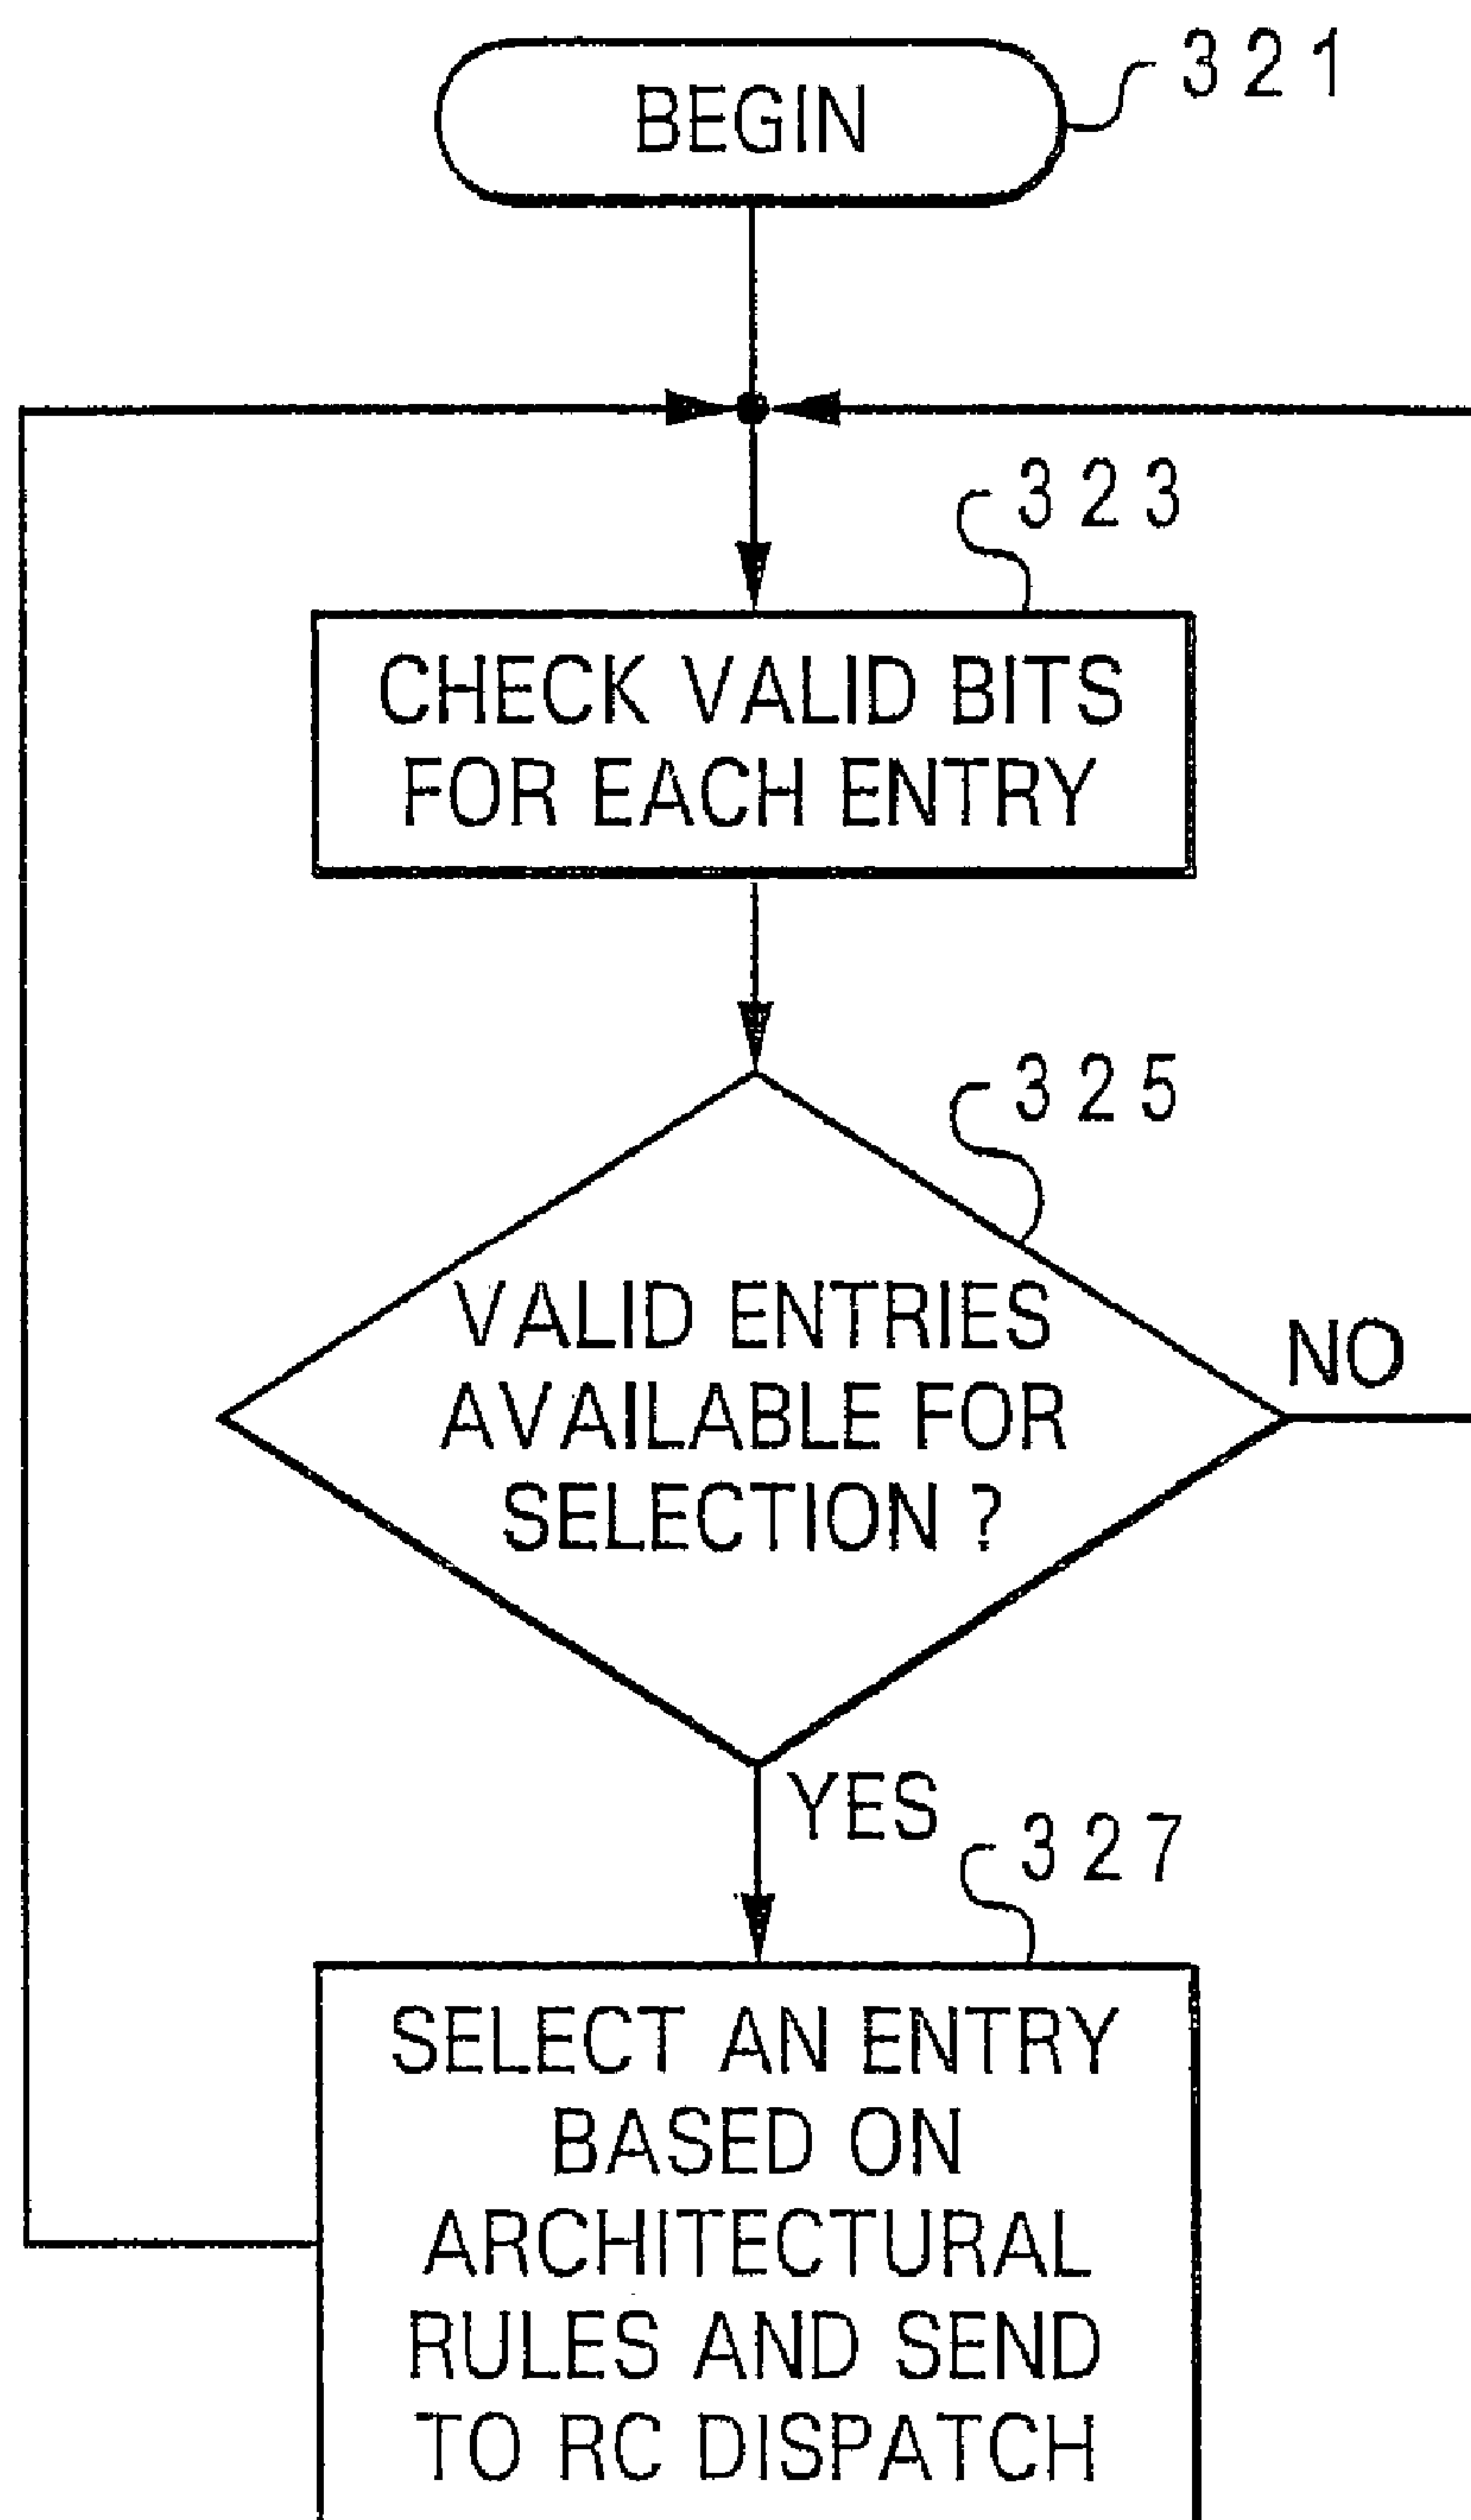 BEGIN
321
323
CHECK VALID BITS
FOR EACH ENTRY
325
VALID ENTRIES
AVAILABLE FOR
SELECTION ?
NO
YES
327
SELECT AN ENTRY
BASED ON
ARCHITECTURAL
RULES AND SEND
TO RC DISPATCH